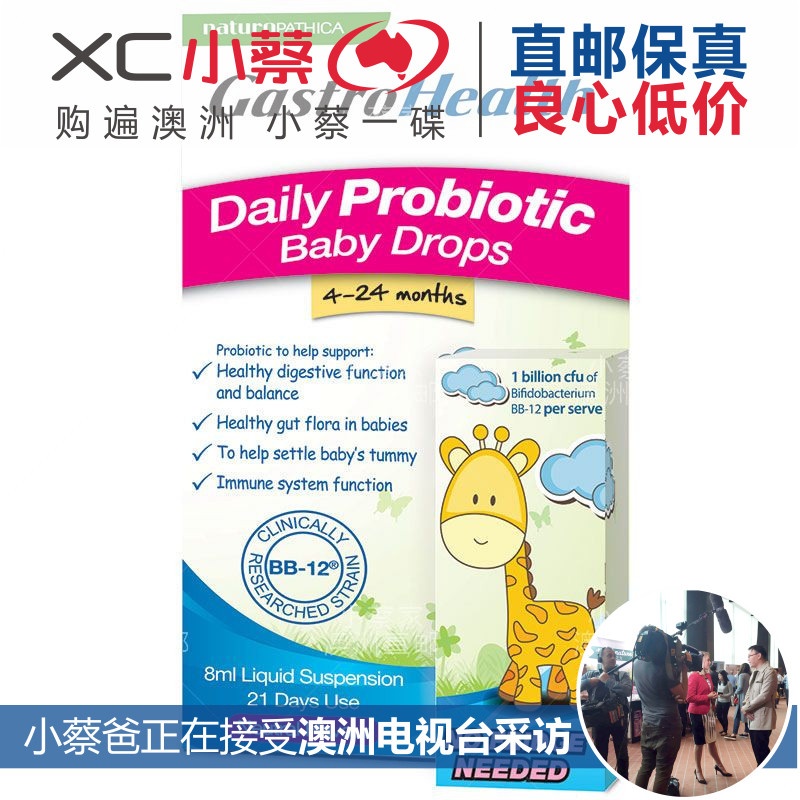 naturoPATHICA
XC小蔡
直邮保真
GastroHealth
购遍澳洲 小蔡一碟
良心低价
Daily Probiotic
Baby Drops
4-24 months
Probiotic to help support:
Healthy digestive function
and balance
Healthy gut flora in babies
To help settle baby's tummy
Immune system function
1 billion cfu of
Bifidobacterium
BB-12 per serve
CLINICALLY
BB-12®
RESEARCHED STRAIN
8ml Liquid Suspension
21 Days Use
小蔡爸正在接受澳洲电视台采访
NEEDED